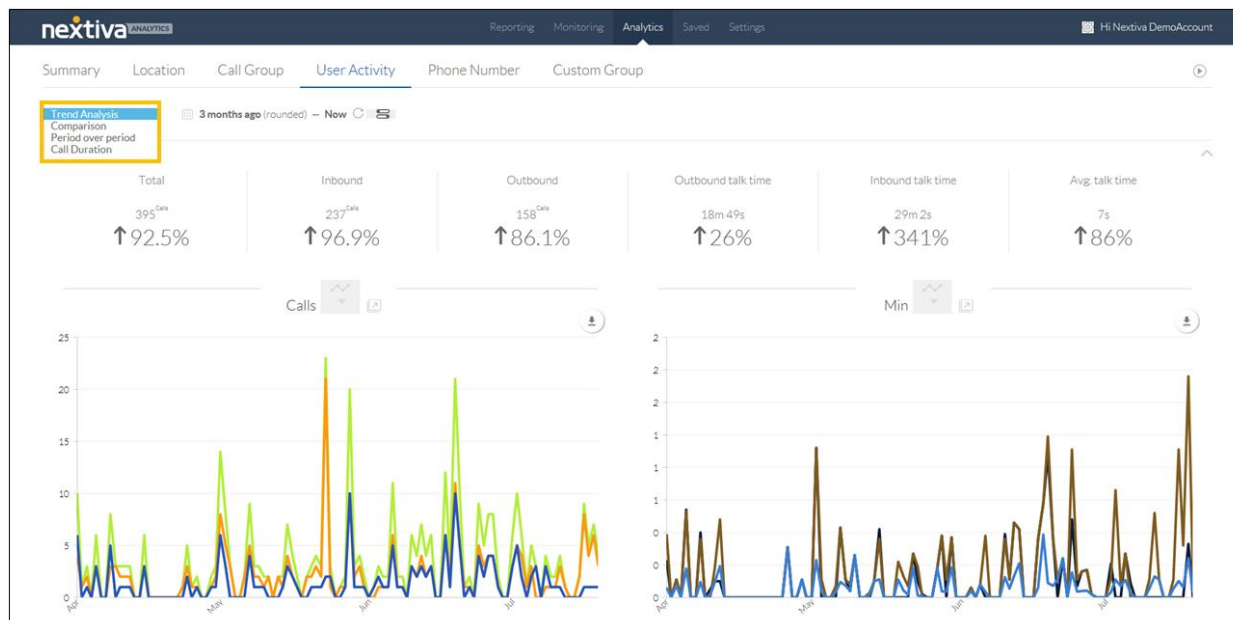 nextiva ANALYTICS
Reporting Monitoring Analytics Saved Settings
Hi Nextiva DemoAccount
Summary Location Call Group User Activity Phone Number Custom Group
Trend Analysis
Comparison
Period over period
Call Duration
3 months ago (rounded) – Now
Total Inbound Outbound Outbound talk time Inbound talk time Avg. talk time
395 Calls 237 Calls 158 Calls 18m 49s 29m 2s 7s
↑92.5% ↑96.9% ↑86.1% ↑26% ↑341% ↑86%
Calls
25
20
15
10
5
0
Apr May Jun Jul
Min
2
2
2
1
1
1
0
0
0
Apr May Jun Jul